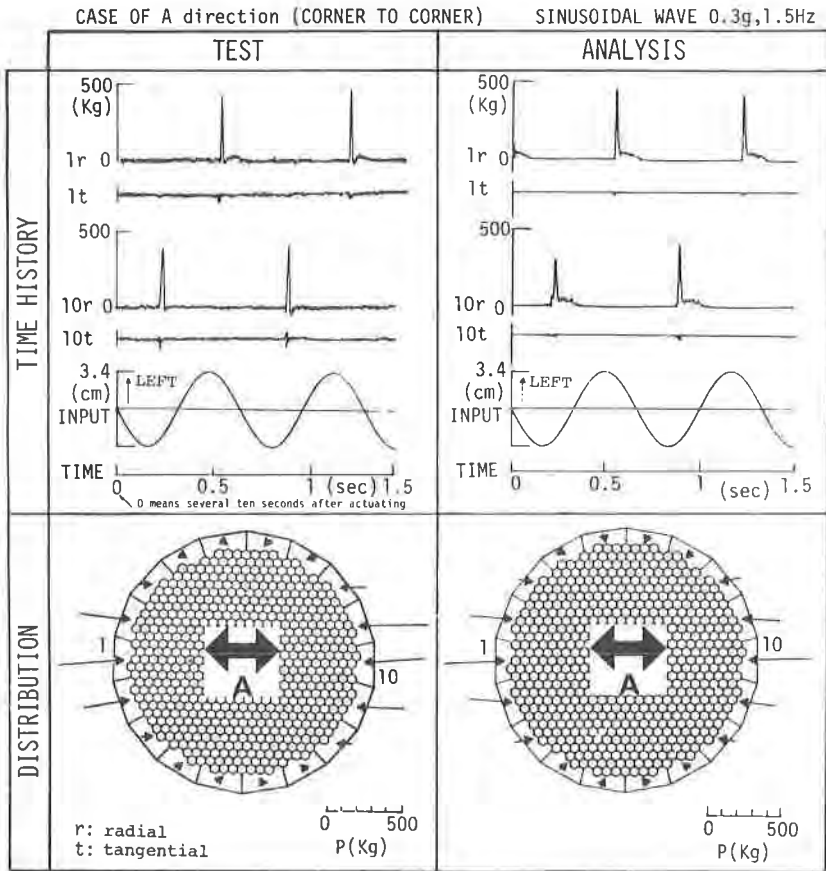 CASE OF A direction (CORNER TO CORNER) SINUSOIDAL WAVE 0.3g,1.5Hz
TEST ANALYSIS
TIME HISTORY
500
(Kg)
1r 0
1t
500
10r 0
10t
3.4
(cm)
LEFT
INPUT
TIME
0 0.5 1 (sec) 1.5
0 means several ten seconds after actuating
500
(Kg)
1r 0
1t
500
10r 0
10t
3.4
(cm)
LEFT
INPUT
TIME
0 0.5 1 (sec) 1.5
DISTRIBUTION
1
A
10
r: radial
t: tangential
0 500
P(Kg)
1
A
10
0 500
P(Kg)